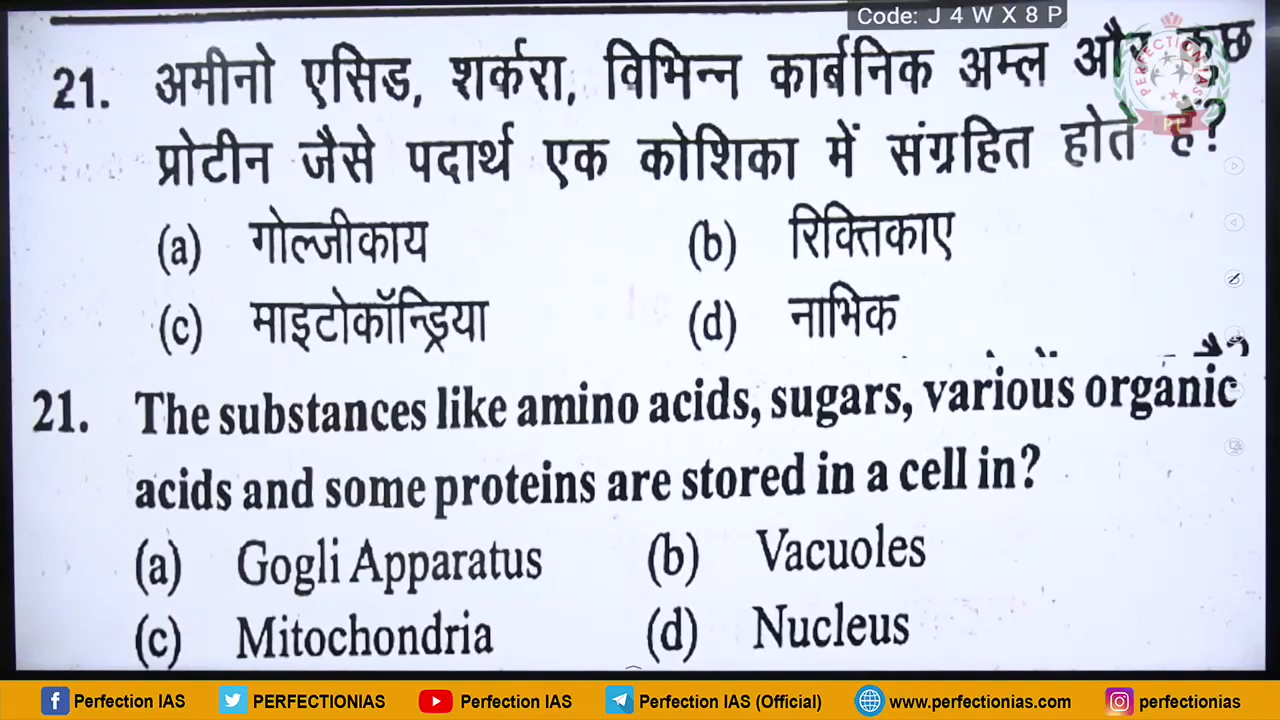 Code: J 4 W X 8 P
21. अमीनो एसिड, शर्करा, विभिन्न कार्बनिक अम्ल और कुछ
प्रोटीन जैसे पदार्थ एक कोशिका में संग्रहित होते हैं?
(a) गोल्जीकाय (b) रिक्तिकाए
(c) माइटोकॉन्ड्रिया (d) नाभिक
21. The substances like amino acids, sugars, various organic
acids and some proteins are stored in a cell in?
(a) Gogli Apparatus (b) Vacuoles
(c) Mitochondria (d) Nucleus
PERFECTION IAS
Perfection IAS PERFECTIONIAS Perfection IAS Perfection IAS (Official) www.perfectionias.com perfectionias